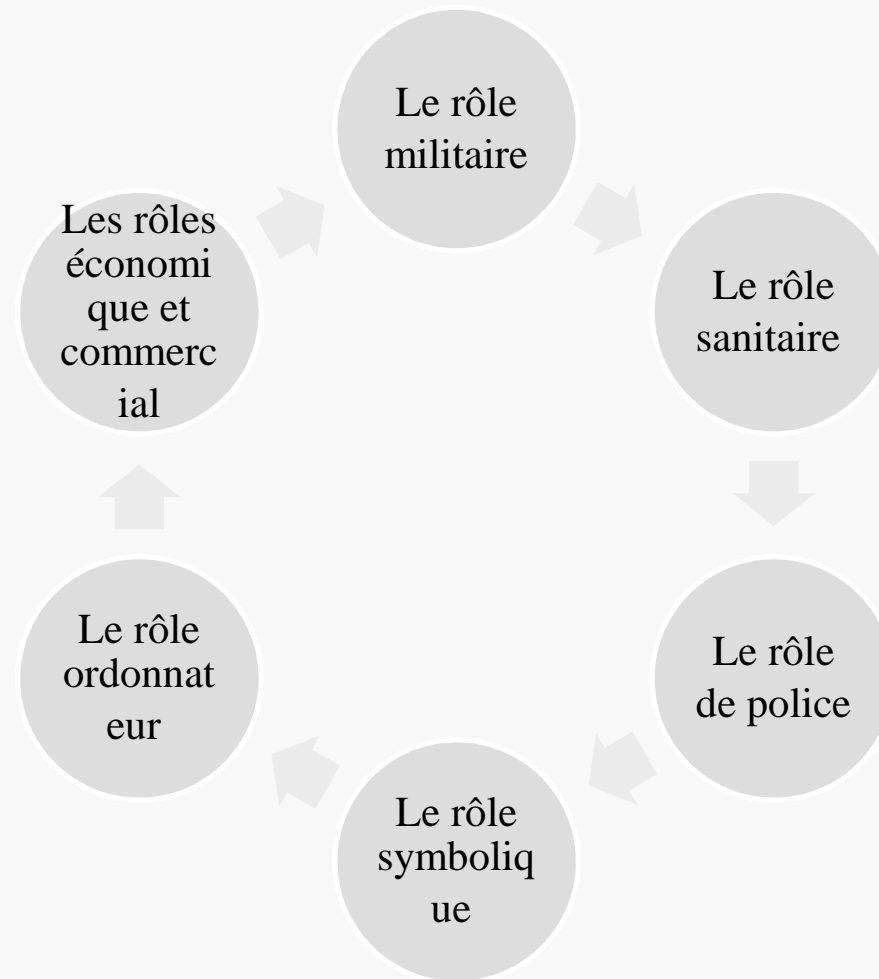 Le rôle
militaire
Le rôle
sanitaire
Le rôle
de police
Le rôle
symboliq
ue
Le rôle
ordonnat
eur
Les rôles
économi
que et
commerc
ial